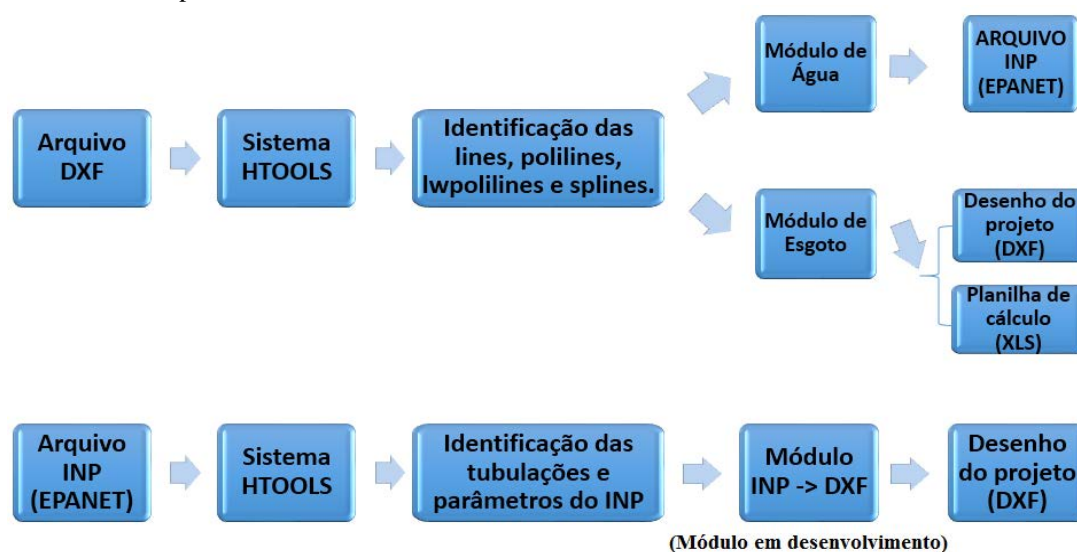 Arquivo
DXF
Sistema
HTOOLS
Identificação das
lines, polilines,
lwpolilines e splines.
Módulo de
Água
ARQUIVO
INP
(EPANET)
Módulo de
Esgoto
Desenho do
projeto
(DXF)
Planilha de
cálculo
(XLS)
Arquivo
INP
(EPANET)
Sistema
HTOOLS
Identificação das
tubulações e
parâmetros do INP
Módulo
INP -> DXF
Desenho
do projeto
(DXF)
(Módulo em desenvolvimento)